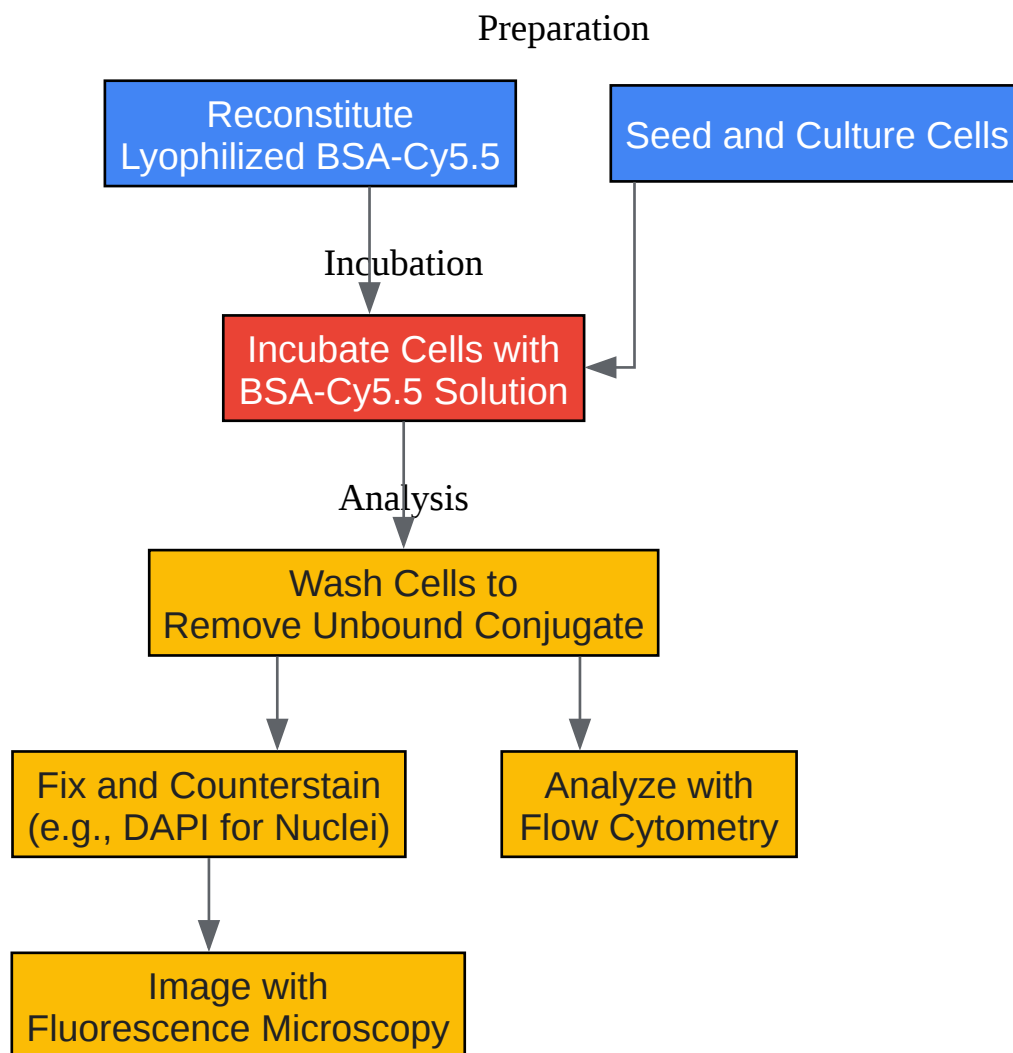 Preparation
Reconstitute
Lyophilized BSA-Cy5.5
Seed and Culture Cells
Incubation
Incubate Cells with
BSA-Cy5.5 Solution
Analysis
Wash Cells to
Remove Unbound Conjugate
Fix and Counterstain
(e.g., DAPI for Nuclei)
Analyze with
Flow Cytometry
Image with
Fluorescence Microscopy